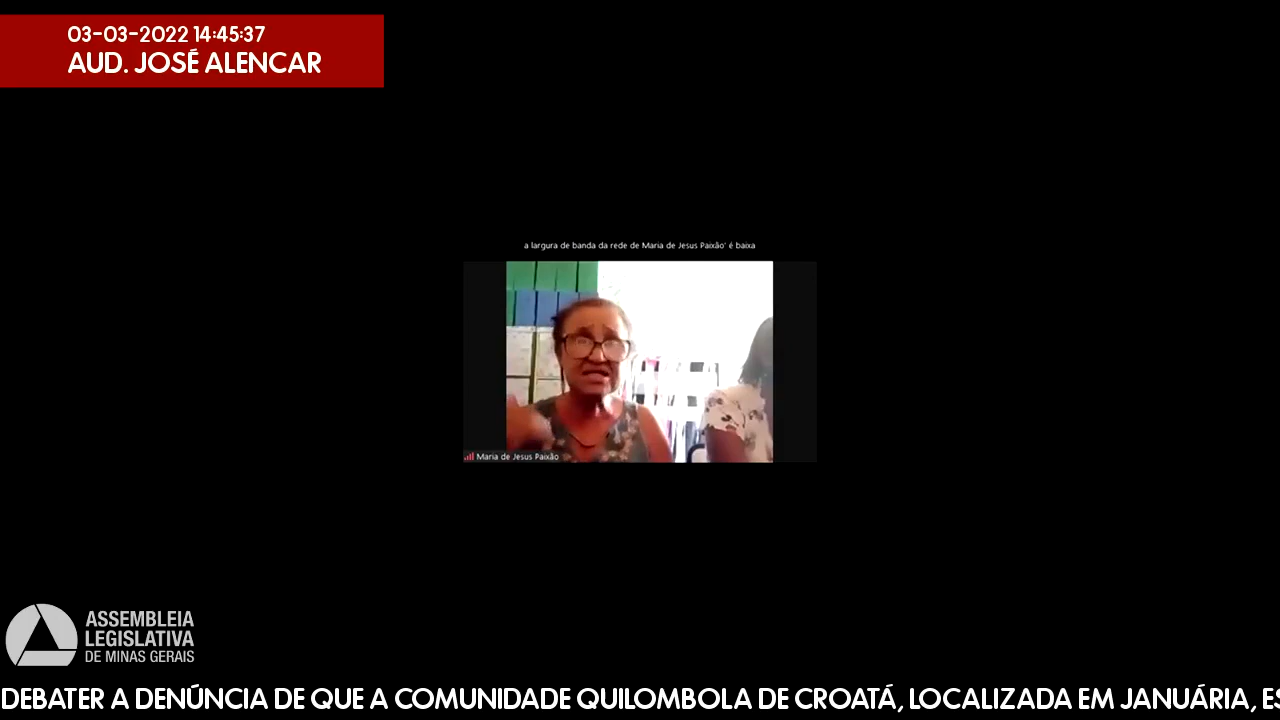 03-03-2022 14:45:37
AUD. JOSÉ ALENCAR
a largura de banda da rede de Maria de Jesus Paixão' é baixa
Maria de Jesus Paixão
ASSEMBLEIA
LEGISLATIVA
DE MINAS GERAIS
DEBATER A DENÚNCIA DE QUE A COMUNIDADE QUILOMBOLA DE CROATÁ, LOCALIZADA EM JANUÁRIA, ES